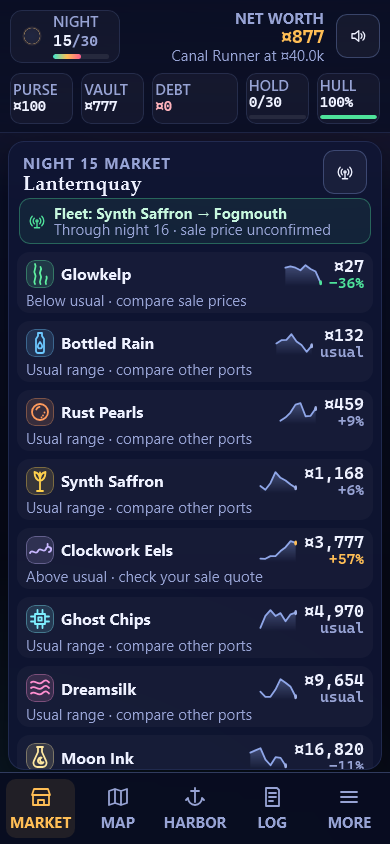 NIGHT
15/30
NET WORTH
¤877
Canal Runner at ¤40.0k
PURSE
¤100
VAULT
¤777
DEBT
¤0
HOLD
0/30
HULL
100%
NIGHT 15 MARKET
Lanternquay
Fleet: Synth Saffron → Fogmouth
Through night 16 · sale price unconfirmed
Glowkelp
¤27
−36%
Below usual · compare sale prices
Bottled Rain
¤132
usual
Usual range · compare other ports
Rust Pearls
¤459
+9%
Usual range · compare other ports
Synth Saffron
¤1,168
+6%
Usual range · compare other ports
Clockwork Eels
¤3,777
+57%
Above usual · check your sale quote
Ghost Chips
¤4,970
usual
Usual range · compare other ports
Dreamsilk
¤9,654
usual
Usual range · compare other ports
Moon Ink
¤16,820
−11%
MARKET
MAP
HARBOR
LOG
MORE